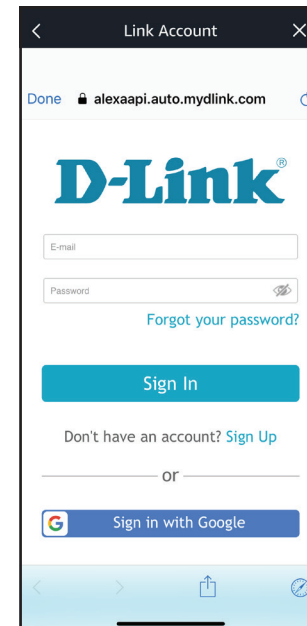 Link Account
Done alexaapi.auto.mydlink.com
D-Link®
E-mail
Password
Forgot your password?
Sign In
Don't have an account? Sign Up
or
G Sign in with Google